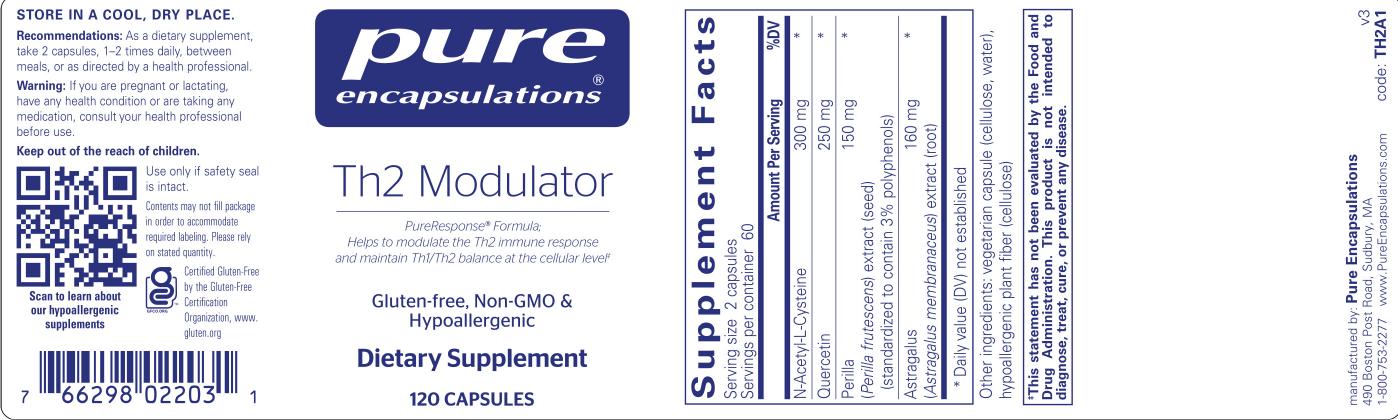 STORE IN A COOL, DRY PLACE.
Recommendations: As a dietary supplement,
take 2 capsules, 1–2 times daily, between
meals, or as directed by a health professional.
Warning: If you are pregnant or lactating,
have any health condition or are taking any
medication, consult your health professional
before use.
Keep out of the reach of children.
Use only if safety seal
is intact.
Contents may not fill package
in order to accommodate
required labeling. Please rely
on stated quantity.
Certified Gluten-Free
by the Gluten-Free
Certification
Organization, www.
gluten.org
g
GFCO.ORG
™
Scan to learn about
our hypoallergenic
supplements
7 66298 02203 1
pure
encapsulations®
Th2 Modulator
PureResponse® Formula;
Helps to modulate the Th2 immune response
and maintain Th1/Th2 balance at the cellular level‡
Gluten-free, Non-GMO &
Hypoallergenic
Dietary Supplement
120 CAPSULES
Supplement Facts
Serving size 2 capsules
Servings per container 60
Amount Per Serving %DV
N-Acetyl-L-Cysteine 300 mg *
Quercetin 250 mg *
Perilla 150 mg *
(Perilla frutescens) extract (seed)
(standardized to contain 3% polyphenols)
Astragalus 160 mg *
(Astragalus membranaceus) extract (root)
* Daily value (DV) not established
Other ingredients: vegetarian capsule (cellulose, water),
hypoallergenic plant fiber (cellulose)
‡This statement has not been evaluated by the Food and
Drug Administration. This product is not intended to
diagnose, treat, cure, or prevent any disease.
manufactured by: Pure Encapsulations
490 Boston Post Road, Sudbury, MA
1-800-753-2277 www.PureEncapsulations.com
v3
code: TH2A1